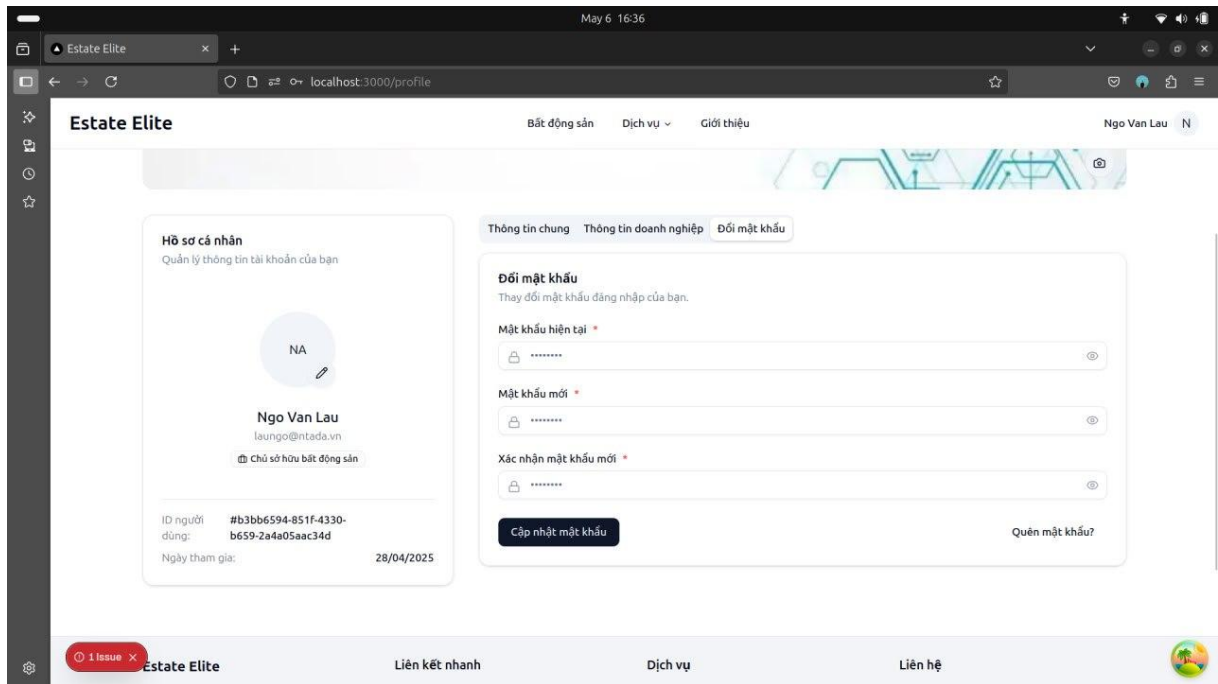 May 6 16:36
Estate Elite
localhost:3000/profile
Estate Elite
Bất động sản
Dịch vụ
Giới thiệu
Ngo Van Lau N
Thông tin chung
Thông tin doanh nghiệp
Đổi mật khẩu
Hồ sơ cá nhân
Quản lý thông tin tài khoản của bạn
NA
Ngo Van Lau
laungo@ntada.vn
Chủ sở hữu bất động sản
ID người dùng:
#b3bb6594-851f-4330-
b659-2a4a05aac34d
Ngày tham gia:
28/04/2025
Đổi mật khẩu
Thay đổi mật khẩu đăng nhập của bạn.
Mật khẩu hiện tại *
••••••••
Mật khẩu mới *
••••••••
Xác nhận mật khẩu mới *
••••••••
Cập nhật mật khẩu
Quên mật khẩu?
1 Issue
Estate Elite
Liên kết nhanh
Dịch vụ
Liên hệ